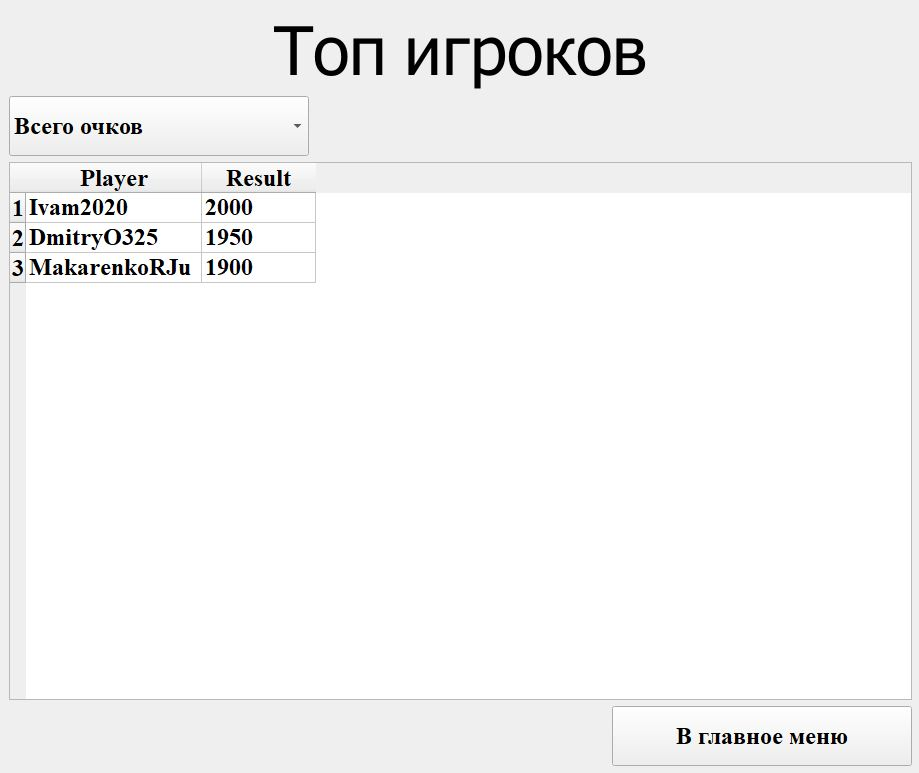 Топ игроков
Всего очков
Player Result
1 Ivam2020 2000
2 DmitryO325 1950
3 MakarenkoRJu 1900
В главное меню